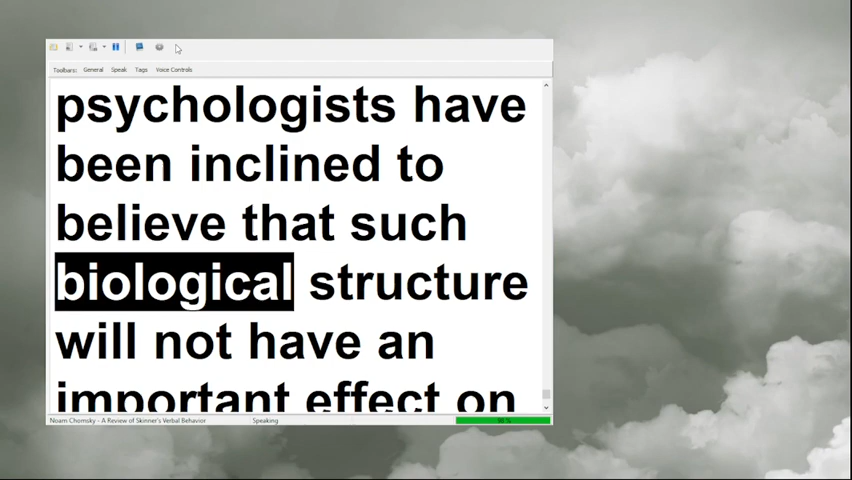 Toolbars: General Speak Tags Voice Controls
psychologists have
been inclined to
believe that such
biological structure
will not have an
important effect on
Noam Chomsky - A Review of Skinner's Verbal Behavior Speaking